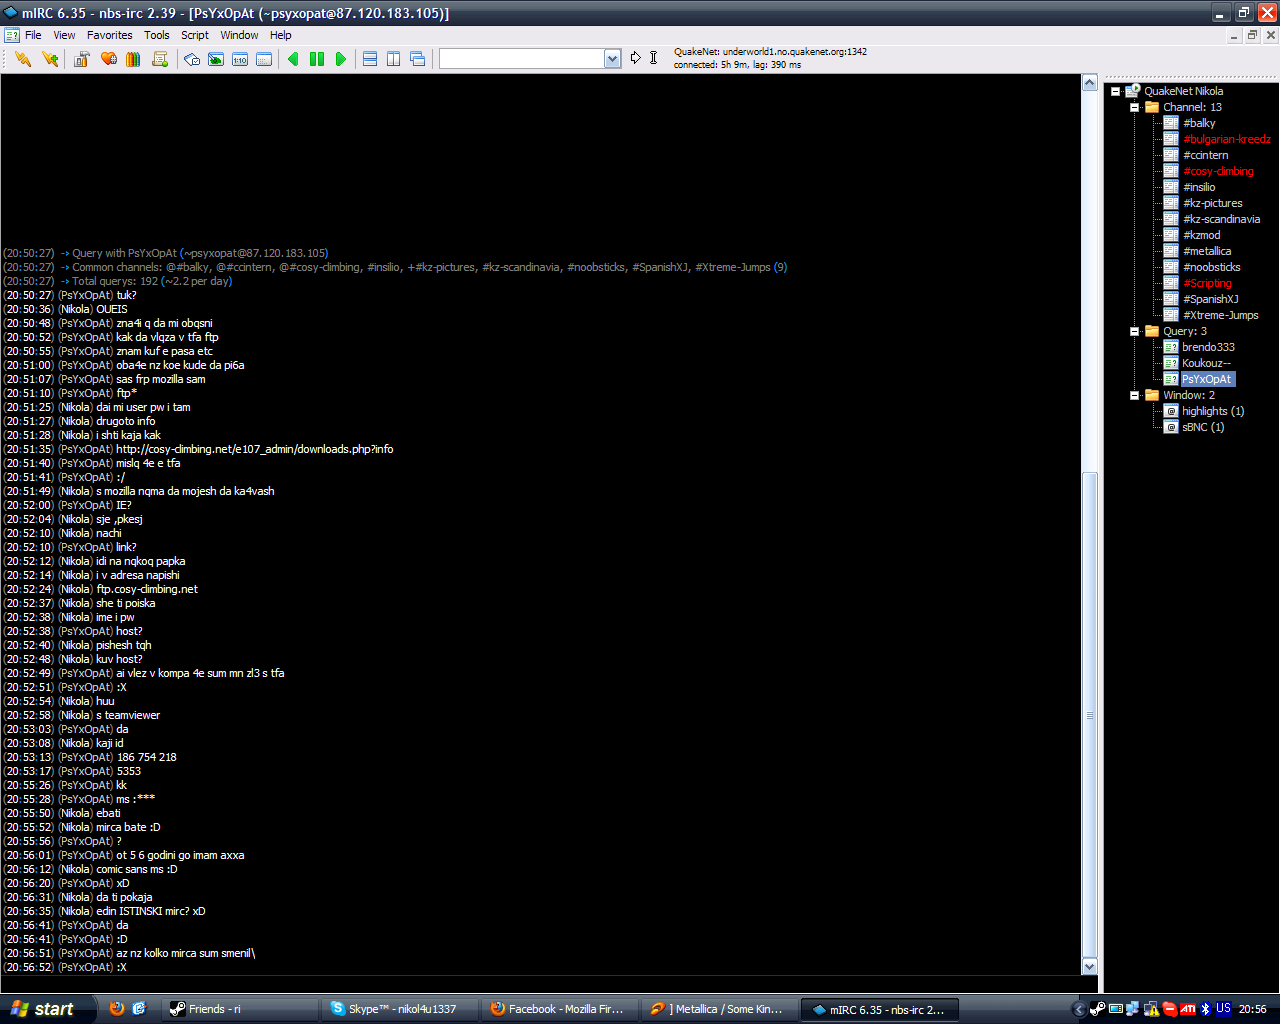 mIRC 6.35 - nbs-irc 2.39 - [PsYxOpAt (~psyxopat@87.120.183.105)]
File View Favorites Tools Script Window Help
QuakeNet: underworld1.no.quakenet.org:1342
connected: 5h 9m, lag: 390 ms
(20:50:27) -> Query with PsYxOpAt (~psyxopat@87.120.183.105)
(20:50:27) -> Common channels: @#balky, @#ccintern, @#cosy-climbing, #insilio, +#kz-pictures, #kz-scandinavia, #noobsticks, #SpanishXJ, #Xtreme-Jumps (9)
(20:50:27) -> Total querys: 192 (~2.2 per day)
(20:50:27) (PsYxOpAt) tuk?
(20:50:36) (Nikola) OUEIS
(20:50:48) (PsYxOpAt) zna4i q da mi obqsni
(20:50:52) (PsYxOpAt) kak da vlqza v tfa ftp
(20:50:55) (PsYxOpAt) znam kuf e pasa etc
(20:51:00) (PsYxOpAt) oba4e nz koe kude da pi6a
(20:51:07) (PsYxOpAt) sas frp mozilla sam
(20:51:10) (PsYxOpAt) ftp*
(20:51:25) (Nikola) dai mi user pw i tam
(20:51:27) (Nikola) drugoto info
(20:51:28) (Nikola) i shti kaja kak
(20:51:35) (PsYxOpAt) http://cosy-climbing.net/e107_admin/downloads.php?info
(20:51:40) (PsYxOpAt) mislq 4e e tfa
(20:51:41) (PsYxOpAt) :/
(20:51:49) (Nikola) s mozilla nqma da mojesh da ka4vash
(20:52:00) (PsYxOpAt) IE?
(20:52:04) (Nikola) sje ,pkesj
(20:52:10) (Nikola) nachi
(20:52:10) (PsYxOpAt) link?
(20:52:12) (Nikola) idi na nqkoq papka
(20:52:14) (Nikola) i v adresa napishi
(20:52:24) (Nikola) ftp.cosy-climbing.net
(20:52:37) (Nikola) she ti poiska
(20:52:38) (Nikola) ime i pw
(20:52:38) (PsYxOpAt) host?
(20:52:40) (Nikola) pishesh tqh
(20:52:48) (Nikola) kuv host?
(20:52:49) (PsYxOpAt) ai vlez v kompa 4e sum mn zl3 s tfa
(20:52:51) (PsYxOpAt) :X
(20:52:54) (Nikola) huu
(20:52:58) (Nikola) s teamviewer
(20:53:03) (PsYxOpAt) da
(20:53:08) (Nikola) kaji id
(20:53:13) (PsYxOpAt) 186 754 218
(20:53:17) (PsYxOpAt) 5353
(20:55:26) (PsYxOpAt) kk
(20:55:28) (PsYxOpAt) ms :***
(20:55:50) (Nikola) ebati
(20:55:52) (Nikola) mirca bate :D
(20:55:56) (PsYxOpAt) ?
(20:56:01) (PsYxOpAt) ot 5 6 godini go imam axxa
(20:56:12) (Nikola) comic sans ms :D
(20:56:20) (PsYxOpAt) xD
(20:56:31) (Nikola) da ti pokaja
(20:56:35) (Nikola) edin ISTINSKI mirc? xD
(20:56:41) (PsYxOpAt) da
(20:56:41) (PsYxOpAt) :D
(20:56:51) (PsYxOpAt) az nz kolko mirca sum smenil\
(20:56:52) (PsYxOpAt) :X
QuakeNet Nikola
Channel: 13
#balky
#bulgarian-kreedz
#ccintern
#cosy-climbing
#insilio
#kz-pictures
#kz-scandinavia
#kzmod
#metallica
#noobsticks
#Scripting
#SpanishXJ
#Xtreme-Jumps
Query: 3
brendo333
Koukouz--
PsYxOpAt
Window: 2
highlights (1)
sBNC (1)
start
Friends - ri
Skype™ - nikol4u1337
Facebook - Mozilla Fir...
] Metallica / Some Kin...
mIRC 6.35 - nbs-irc 2...
ATI
US
20:56